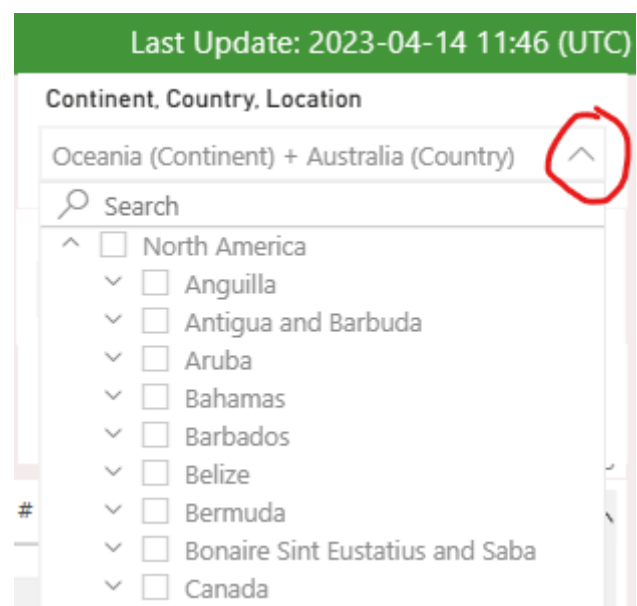 Last Update: 2023-04-14 11:46 (UTC)
Continent, Country, Location
Oceania (Continent) + Australia (Country)
Search
North America
Anguilla
Antigua and Barbuda
Aruba
Bahamas
Barbados
Belize
# Bermuda
Bonaire Sint Eustatius and Saba
Canada